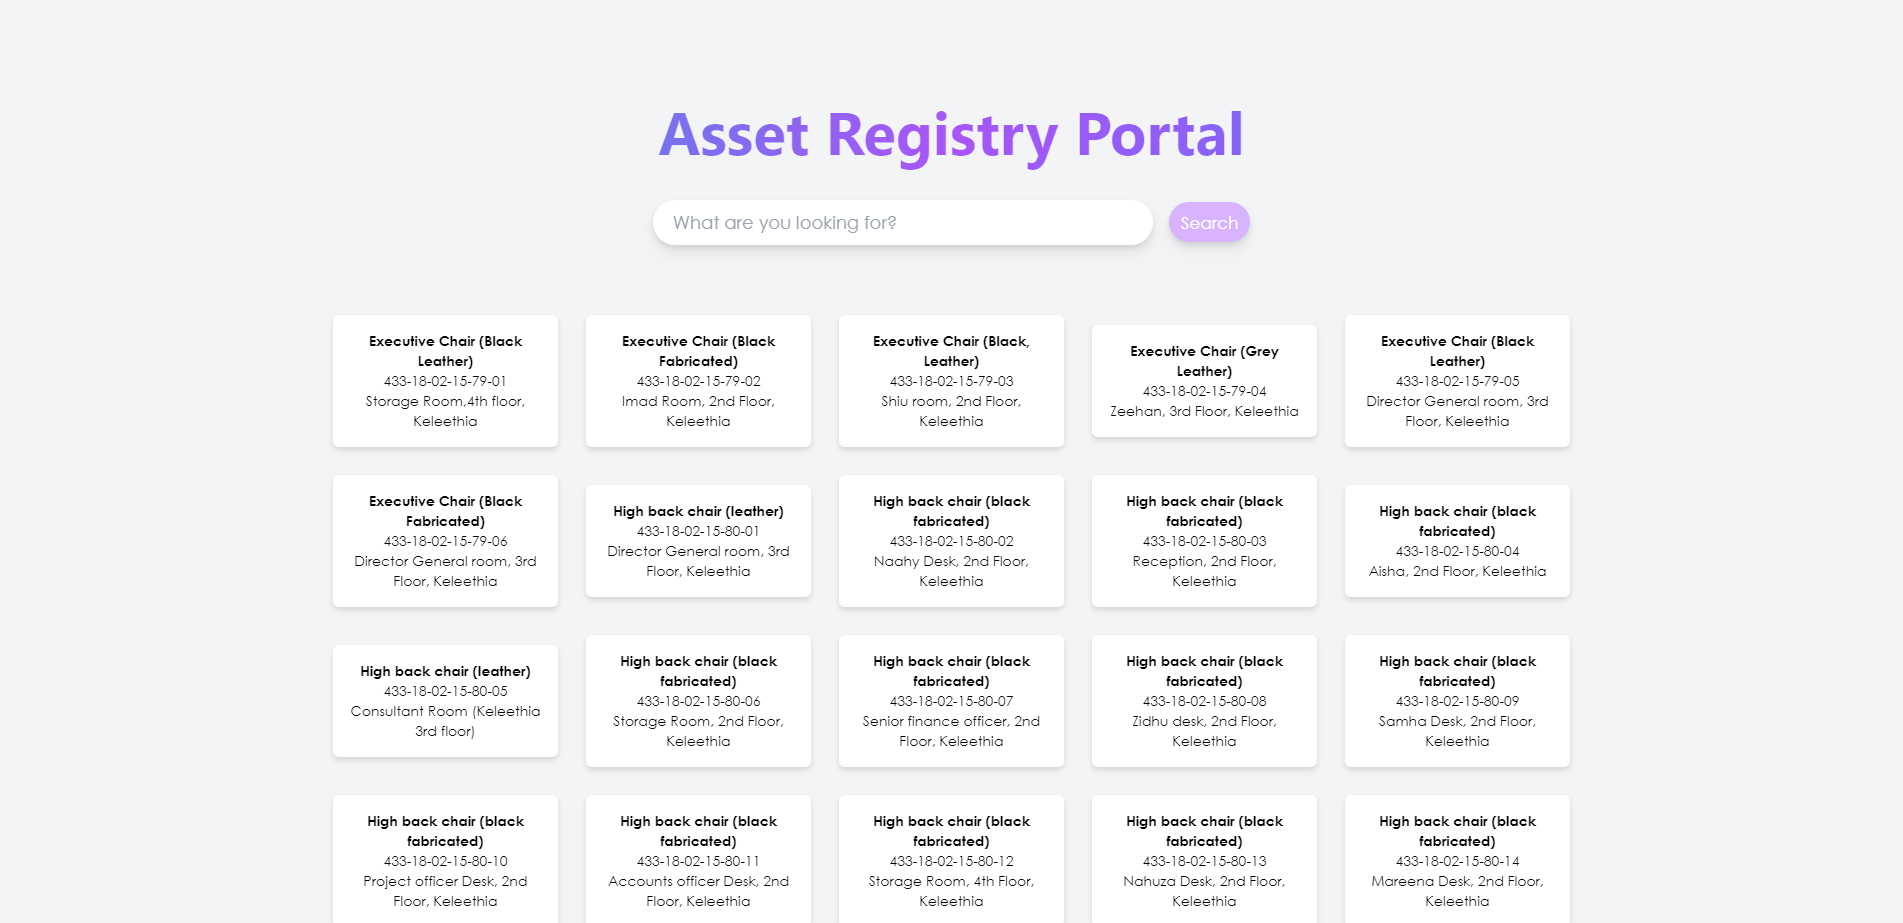 Asset Registry Portal
What are you looking for?
Search
Executive Chair (Black
Leather)
433-18-02-15-79-01
Storage Room,4th floor,
Keleethia
Executive Chair (Black
Fabricated)
433-18-02-15-79-02
Imad Room, 2nd Floor,
Keleethia
Executive Chair (Black,
Leather)
433-18-02-15-79-03
Shiu room, 2nd Floor,
Keleethia
Executive Chair (Grey
Leather)
433-18-02-15-79-04
Zeehan, 3rd Floor, Keleethia
Executive Chair (Black
Leather)
433-18-02-15-79-05
Director General room, 3rd
Floor, Keleethia
Executive Chair (Black
Fabricated)
433-18-02-15-79-06
Director General room, 3rd
Floor, Keleethia
High back chair (leather)
433-18-02-15-80-01
Director General room, 3rd
Floor, Keleethia
High back chair (black
fabricated)
433-18-02-15-80-02
Naahy Desk, 2nd Floor,
Keleethia
High back chair (black
fabricated)
433-18-02-15-80-03
Reception, 2nd Floor,
Keleethia
High back chair (black
fabricated)
433-18-02-15-80-04
Aisha, 2nd Floor, Keleethia
High back chair (leather)
433-18-02-15-80-05
Consultant Room (Keleethia
3rd floor)
High back chair (black
fabricated)
433-18-02-15-80-06
Storage Room, 2nd Floor,
Keleethia
High back chair (black
fabricated)
433-18-02-15-80-07
Senior finance officer, 2nd
Floor, Keleethia
High back chair (black
fabricated)
433-18-02-15-80-08
Zidhu desk, 2nd Floor,
Keleethia
High back chair (black
fabricated)
433-18-02-15-80-09
Samha Desk, 2nd Floor,
Keleethia
High back chair (black
fabricated)
433-18-02-15-80-10
Project officer Desk, 2nd
Floor, Keleethia
High back chair (black
fabricated)
433-18-02-15-80-11
Accounts officer Desk, 2nd
Floor, Keleethia
High back chair (black
fabricated)
433-18-02-15-80-12
Storage Room, 4th Floor,
Keleethia
High back chair (black
fabricated)
433-18-02-15-80-13
Nahuza Desk, 2nd Floor,
Keleethia
High back chair (black
fabricated)
433-18-02-15-80-14
Mareena Desk, 2nd Floor,
Keleethia